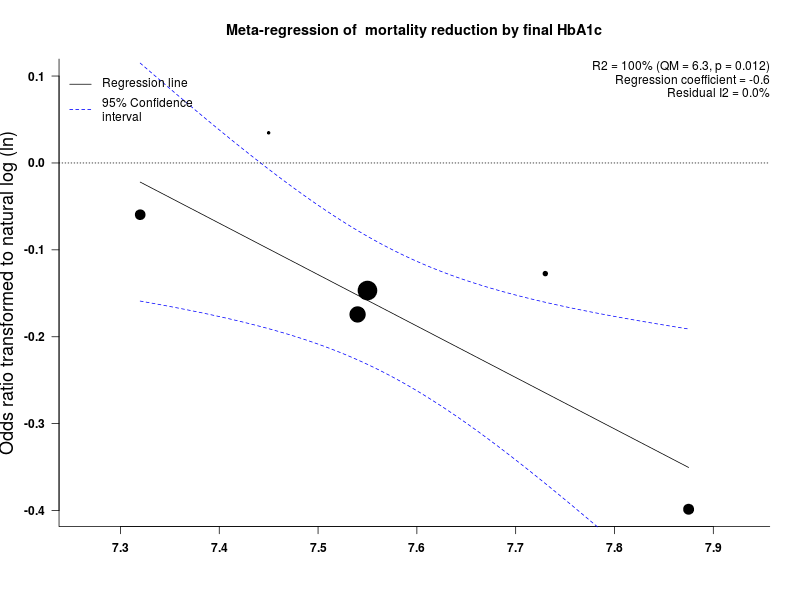 Meta-regression of  mortality reduction by final HbA1c
R2 = 100% (QM = 6.3, p = 0.012)
Regression coefficient = -0.6
Residual I2 = 0.0%
Regression line
95% Confidence
interval
Odds ratio transformed to natural log (ln)
0.1
0.0
-0.1
-0.2
-0.3
-0.4
7.3 7.4 7.5 7.6 7.7 7.8 7.9